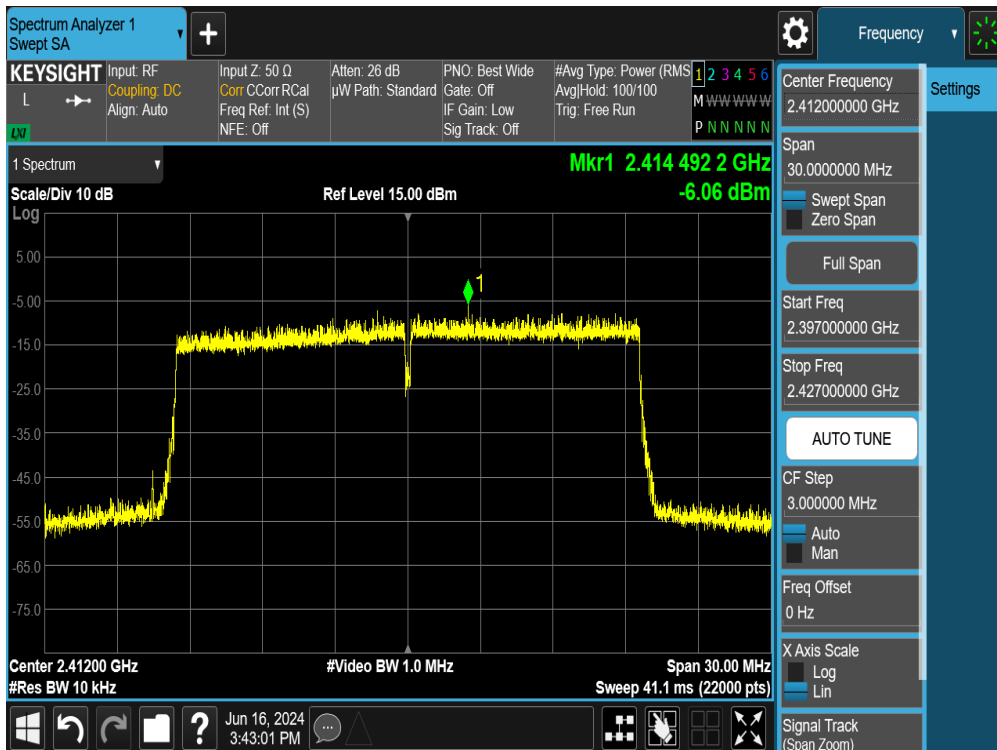 Spectrum Analyzer 1
Swept SA
+
Frequency
KEYSIGHT
L
LXI
Input: RF
Coupling: DC
Align: Auto
Input Z: 50 Ω
Corr CCorr RCal
Freq Ref: Int (S)
NFE: Off
Atten: 26 dB
µW Path: Standard
PNO: Best Wide
Gate: Off
IF Gain: Low
Sig Track: Off
#Avg Type: Power (RMS
Avg|Hold: 100/100
Trig: Free Run
1 2 3 4 5 6
M W W W W W
P N N N N N
1 Spectrum
Scale/Div 10 dB
Ref Level 15.00 dBm
Mkr1 2.414 492 2 GHz
-6.06 dBm
Log
1
5.00
-5.00
-15.0
-25.0
-35.0
-45.0
-55.0
-65.0
-75.0
Center 2.41200 GHz
#Video BW 1.0 MHz
Span 30.00 MHz
#Res BW 10 kHz
Sweep 41.1 ms (22000 pts)
Center Frequency
2.412000000 GHz
Settings
Span
30.0000000 MHz
Swept Span
Zero Span
Full Span
Start Freq
2.397000000 GHz
Stop Freq
2.427000000 GHz
AUTO TUNE
CF Step
3.000000 MHz
Auto
Man
Freq Offset
0 Hz
X Axis Scale
Log
Lin
Signal Track
(Span Zoom)
?
Jun 16, 2024
3:43:01 PM